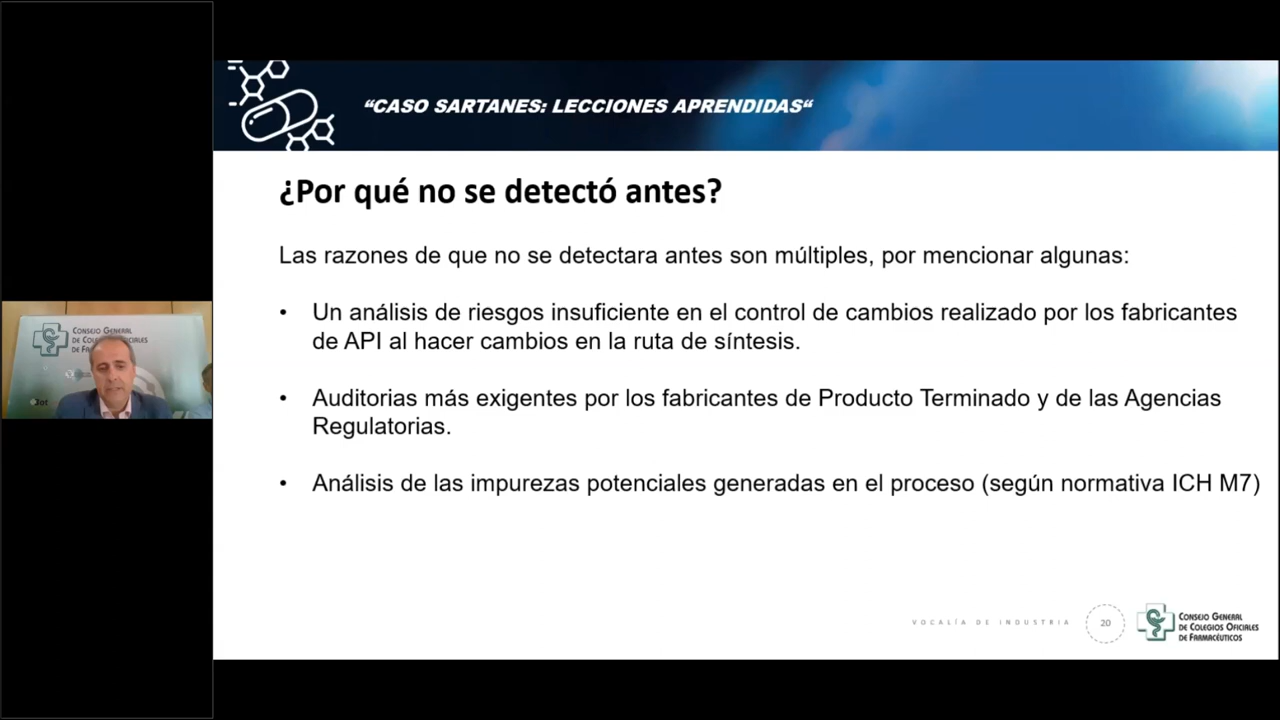 “CASO SARTANES: LECCIONES APRENDIDAS“
¿Por qué no se detectó antes?
Las razones de que no se detectara antes son múltiples, por mencionar algunas:
• Un análisis de riesgos insuficiente en el control de cambios realizado por los fabricantes
de API al hacer cambios en la ruta de síntesis.
• Auditorias más exigentes por los fabricantes de Producto Terminado y de las Agencias
Regulatorias.
• Análisis de las impurezas potenciales generadas en el proceso (según normativa ICH M7)
CONSEJO GENERAL
VOCALÍA DE INDUSTRIA
20
CONSEJO GENERAL
DE COLEGIOS OFICIALES
DE FARMACÉUTICOS